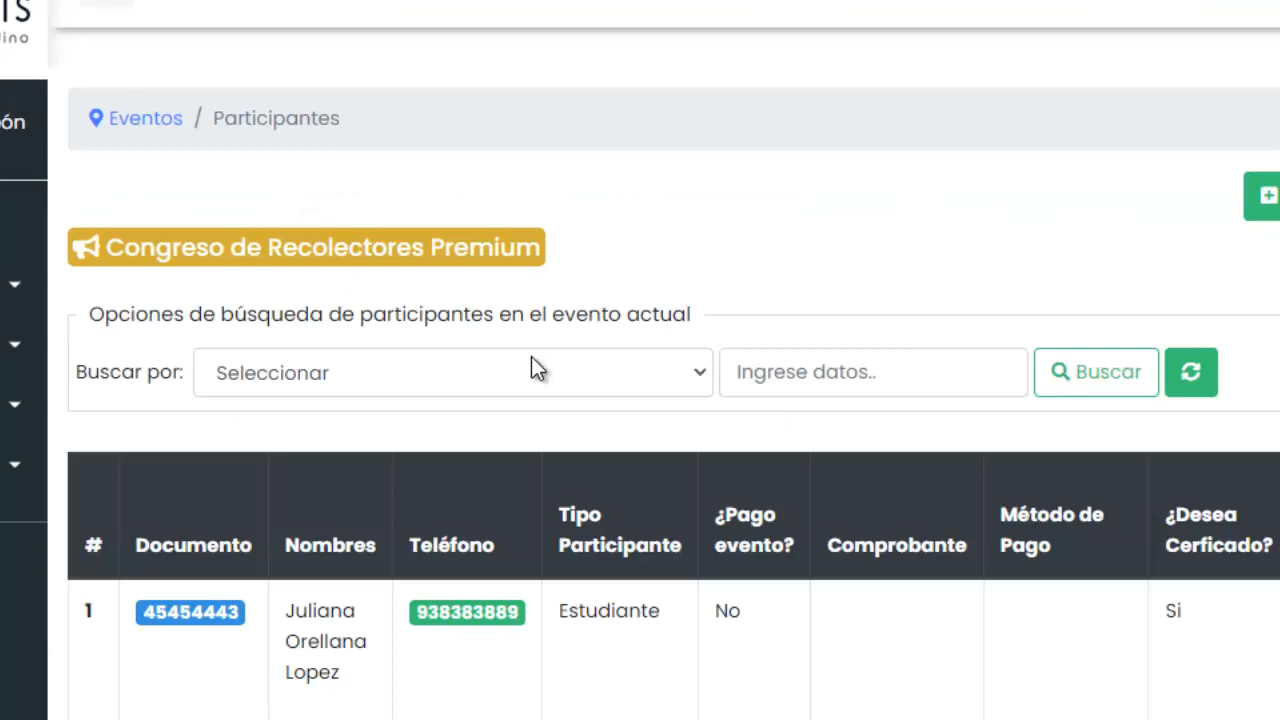 Eventos / Participantes
Congreso de Recolectores Premium
Opciones de búsqueda de participantes en el evento actual
Buscar por: Seleccionar Ingrese datos.. Buscar
# Documento Nombres Teléfono Tipo Participante ¿Pago evento? Comprobante Método de Pago ¿Desea Cerficado?
1 45454443 Juliana Orellana Lopez 938383889 Estudiante No Si